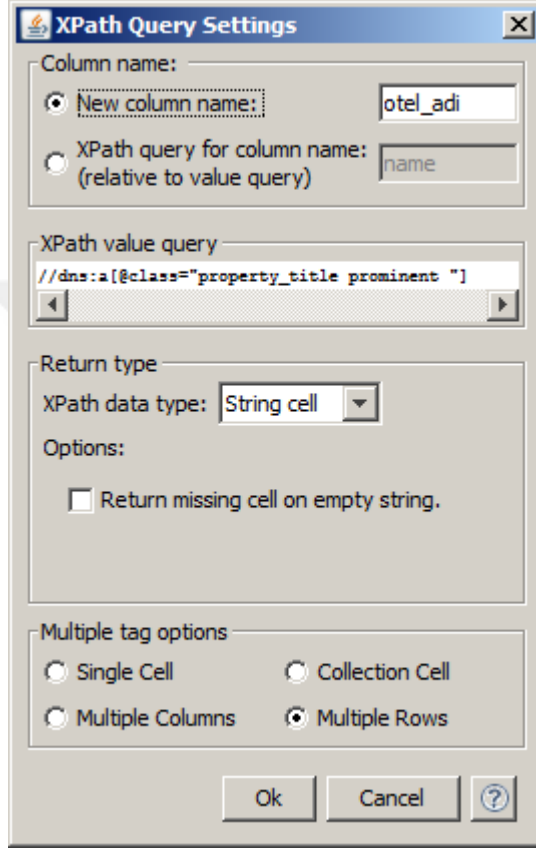 XPath Query Settings
Column name:
New column name:
otel_adi
XPath query for column name:
(relative to value query)
name
XPath value query
//dns:a[@class="property_title prominent "]
Return type
XPath data type:
String cell
Options:
Return missing cell on empty string.
Multiple tag options
Single Cell
Collection Cell
Multiple Columns
Multiple Rows
Ok
Cancel
?